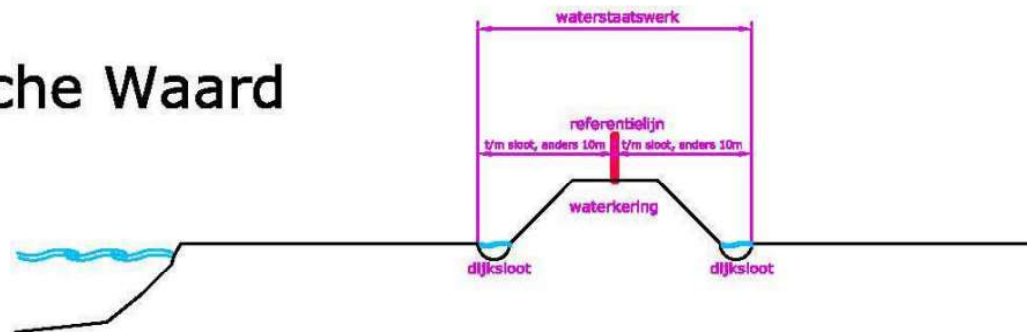 waterstaatswerk
che Waard
referentielijn
t/m sloot, anders 10m t/m sloot, anders 10m
waterkering
dijksloot dijksloot